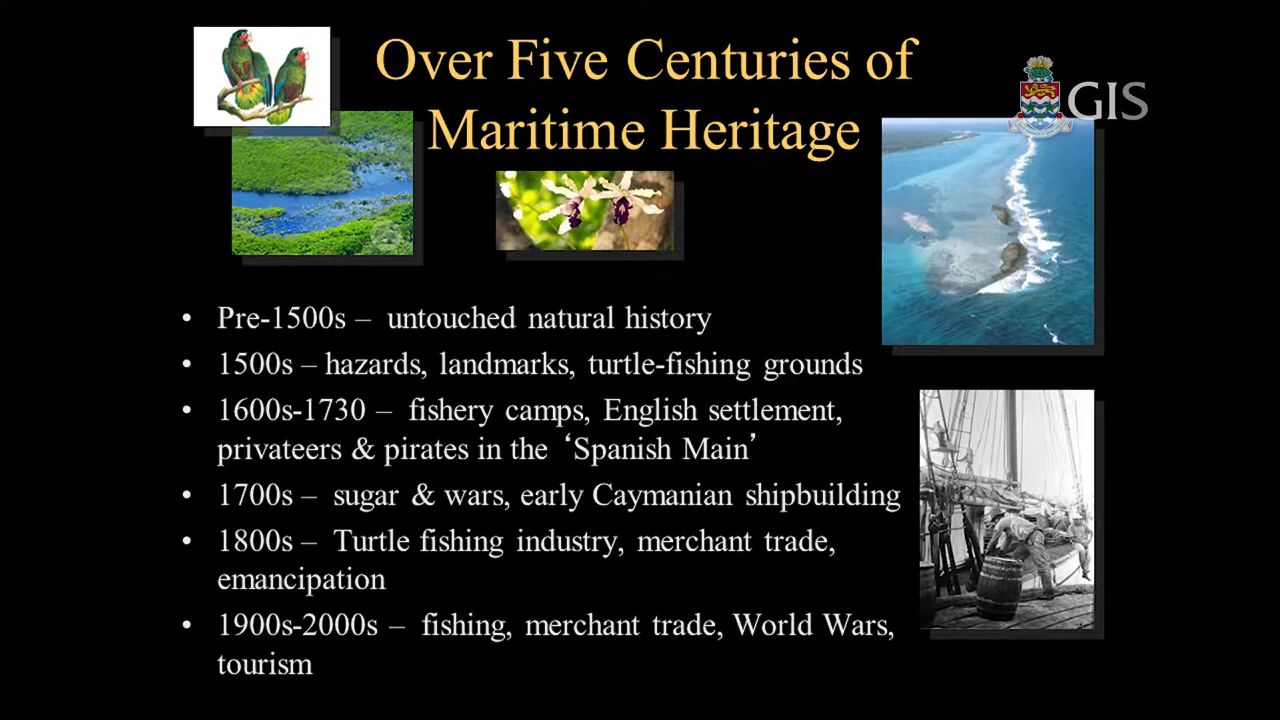 Over Five Centuries of
Maritime Heritage
GIS
• Pre-1500s – untouched natural history
• 1500s – hazards, landmarks, turtle-fishing grounds
• 1600s-1730 – fishery camps, English settlement,
privateers & pirates in the ‘Spanish Main’
• 1700s – sugar & wars, early Caymanian shipbuilding
• 1800s – Turtle fishing industry, merchant trade,
emancipation
• 1900s-2000s – fishing, merchant trade, World Wars,
tourism